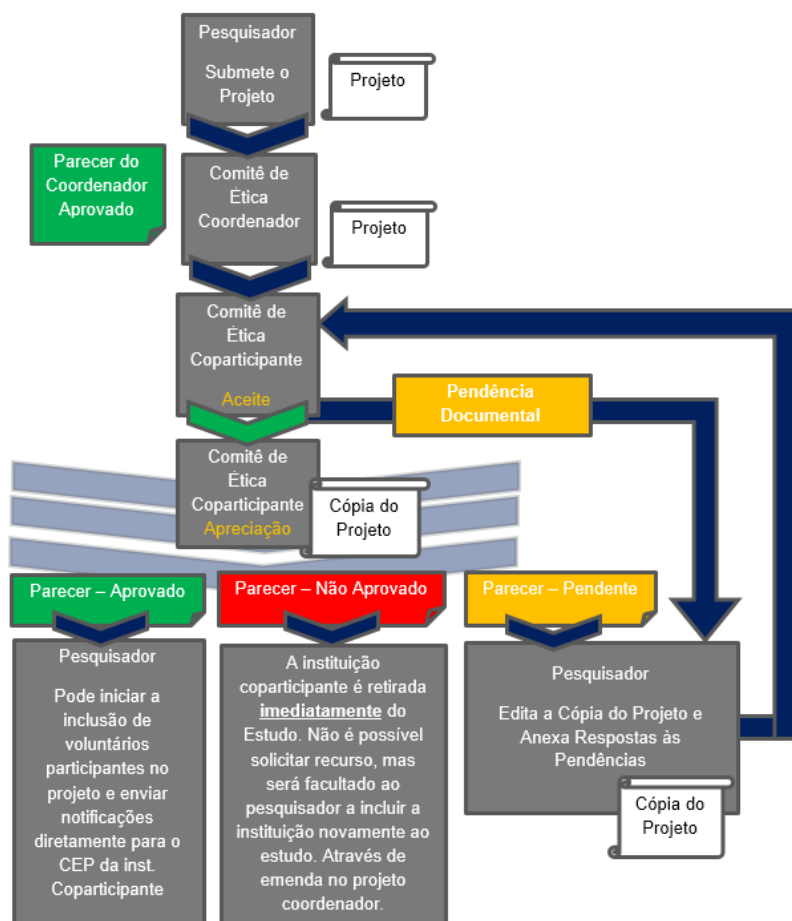 Pesquisador
Submete o
Projeto
Projeto
Parecer do
Coordenador
Aprovado
Comitê de
Ética
Coordenador
Projeto
Comitê de
Ética
Coparticipante
Aceite
Pendência
Documental
Comitê de
Ética
Coparticipante
Apreciação
Cópia do
Projeto
Parecer – Aprovado
Parecer – Não Aprovado
Parecer – Pendente
Pesquisador
Pode iniciar a
inclusão de
voluntários
participantes no
projeto e enviar
notificações
diretamente para o
CEP da inst.
Coparticipante
A instituição
coparticipante é retirada
imediatamente do
Estudo. Não é possível
solicitar recurso, mas
será facultado ao
pesquisador a incluir a
instituição novamente ao
estudo. Através de
emenda no projeto
coordenador.
Pesquisador
Edita a Cópia do Projeto e
Anexa Respostas às
Pendências
Cópia do
Projeto